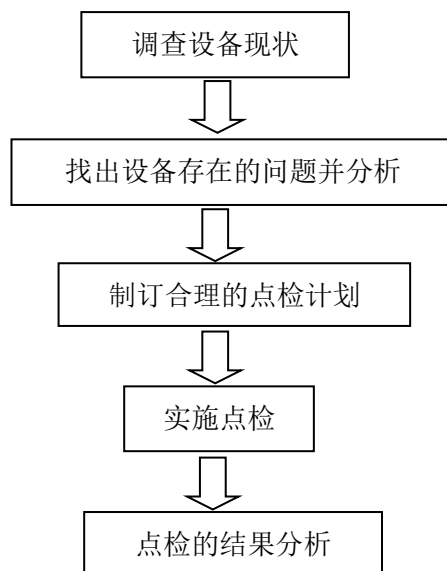 调查设备现状
找出设备存在的问题并分析
制订合理的点检计划
实施点检
点检的结果分析